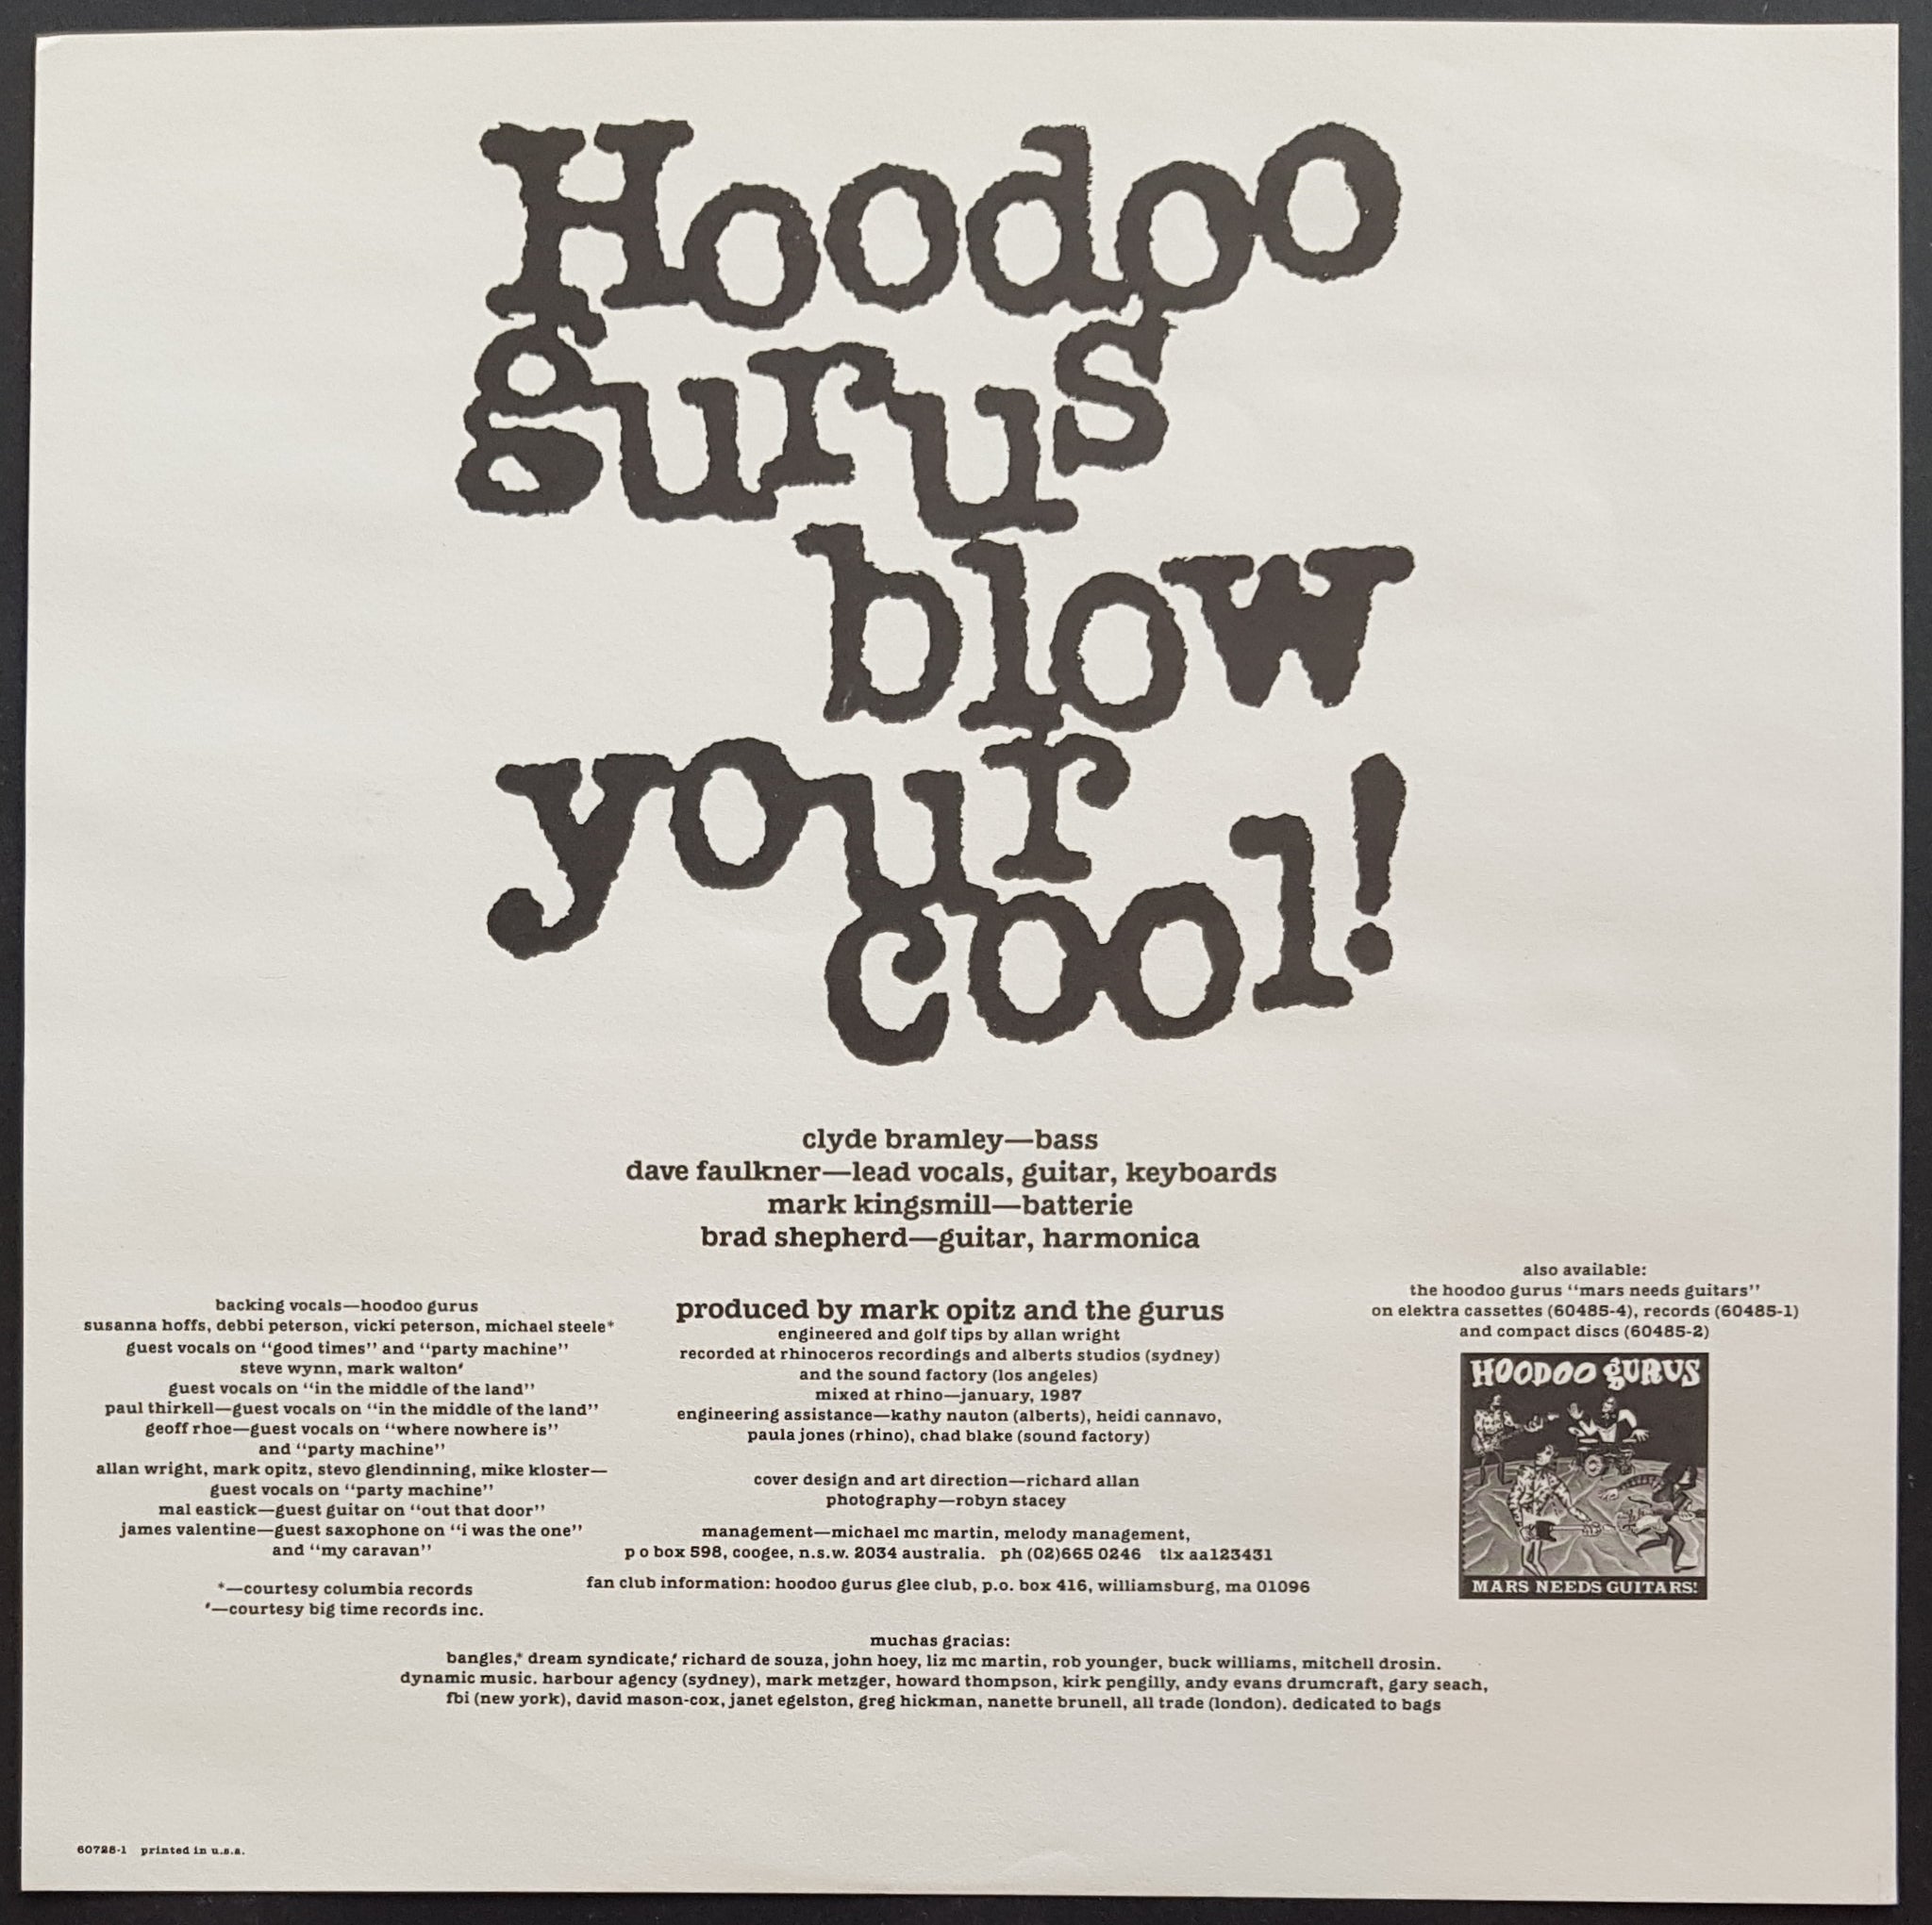 Hoodoo
gurus
blow
your
cool!
clyde bramley—bass
dave faulkner—lead vocals, guitar, keyboards
mark kingsmill—batterie
brad shepherd—guitar, harmonica
backing vocals—hoodoo gurus
susanna hoffs, debbi peterson, vicki peterson, michael steele*
guest vocals on “good times” and “party machine”
steve wynn, mark walton′
guest vocals on “in the middle of the land”
paul thirkell—guest vocals on “in the middle of the land”
geoff rhoe—guest vocals on “where nowhere is”
and “party machine”
allan wright, mark opitz, stevo glendinning, mike kloster—
guest vocals on “party machine”
mal eastick—guest guitar on “out that door”
james valentine—guest saxophone on “i was the one”
and “my caravan”
*—courtesy columbia records
′—courtesy big time records inc.
produced by mark opitz and the gurus
engineered and golf tips by allan wright
recorded at rhinoceros recordings and alberts studios (sydney)
and the sound factory (los angeles)
mixed at rhino—january, 1987
engineering assistance—kathy nauton (alberts), heidi cannavo,
paula jones (rhino), chad blake (sound factory)
cover design and art direction—richard allan
photography—robyn stacey
management—michael mc martin, melody management,
p o box 598, coogee, n.s.w. 2034 australia. ph (02)665 0246 tlx aa123431
fan club information: hoodoo gurus glee club, p.o. box 416, williamsburg, ma 01096
also available:
the hoodoo gurus “mars needs guitars”
on elektra cassettes (60485-4), records (60485-1)
and compact discs (60485-2)
HOODOO gURUS
MARS NEEDS GUITARS!
muchas gracias:
bangles,* dream syndicate,′ richard de souza, john hoey, liz mc martin, rob younger, buck williams, mitchell drosin.
dynamic music. harbour agency (sydney), mark metzger, howard thompson, kirk pengilly, andy evans drumcraft, gary seach,
fbi (new york), david mason-cox, janet egelston, greg hickman, nanette brunell, all trade (london). dedicated to bags
60728-1 printed in u.s.a.